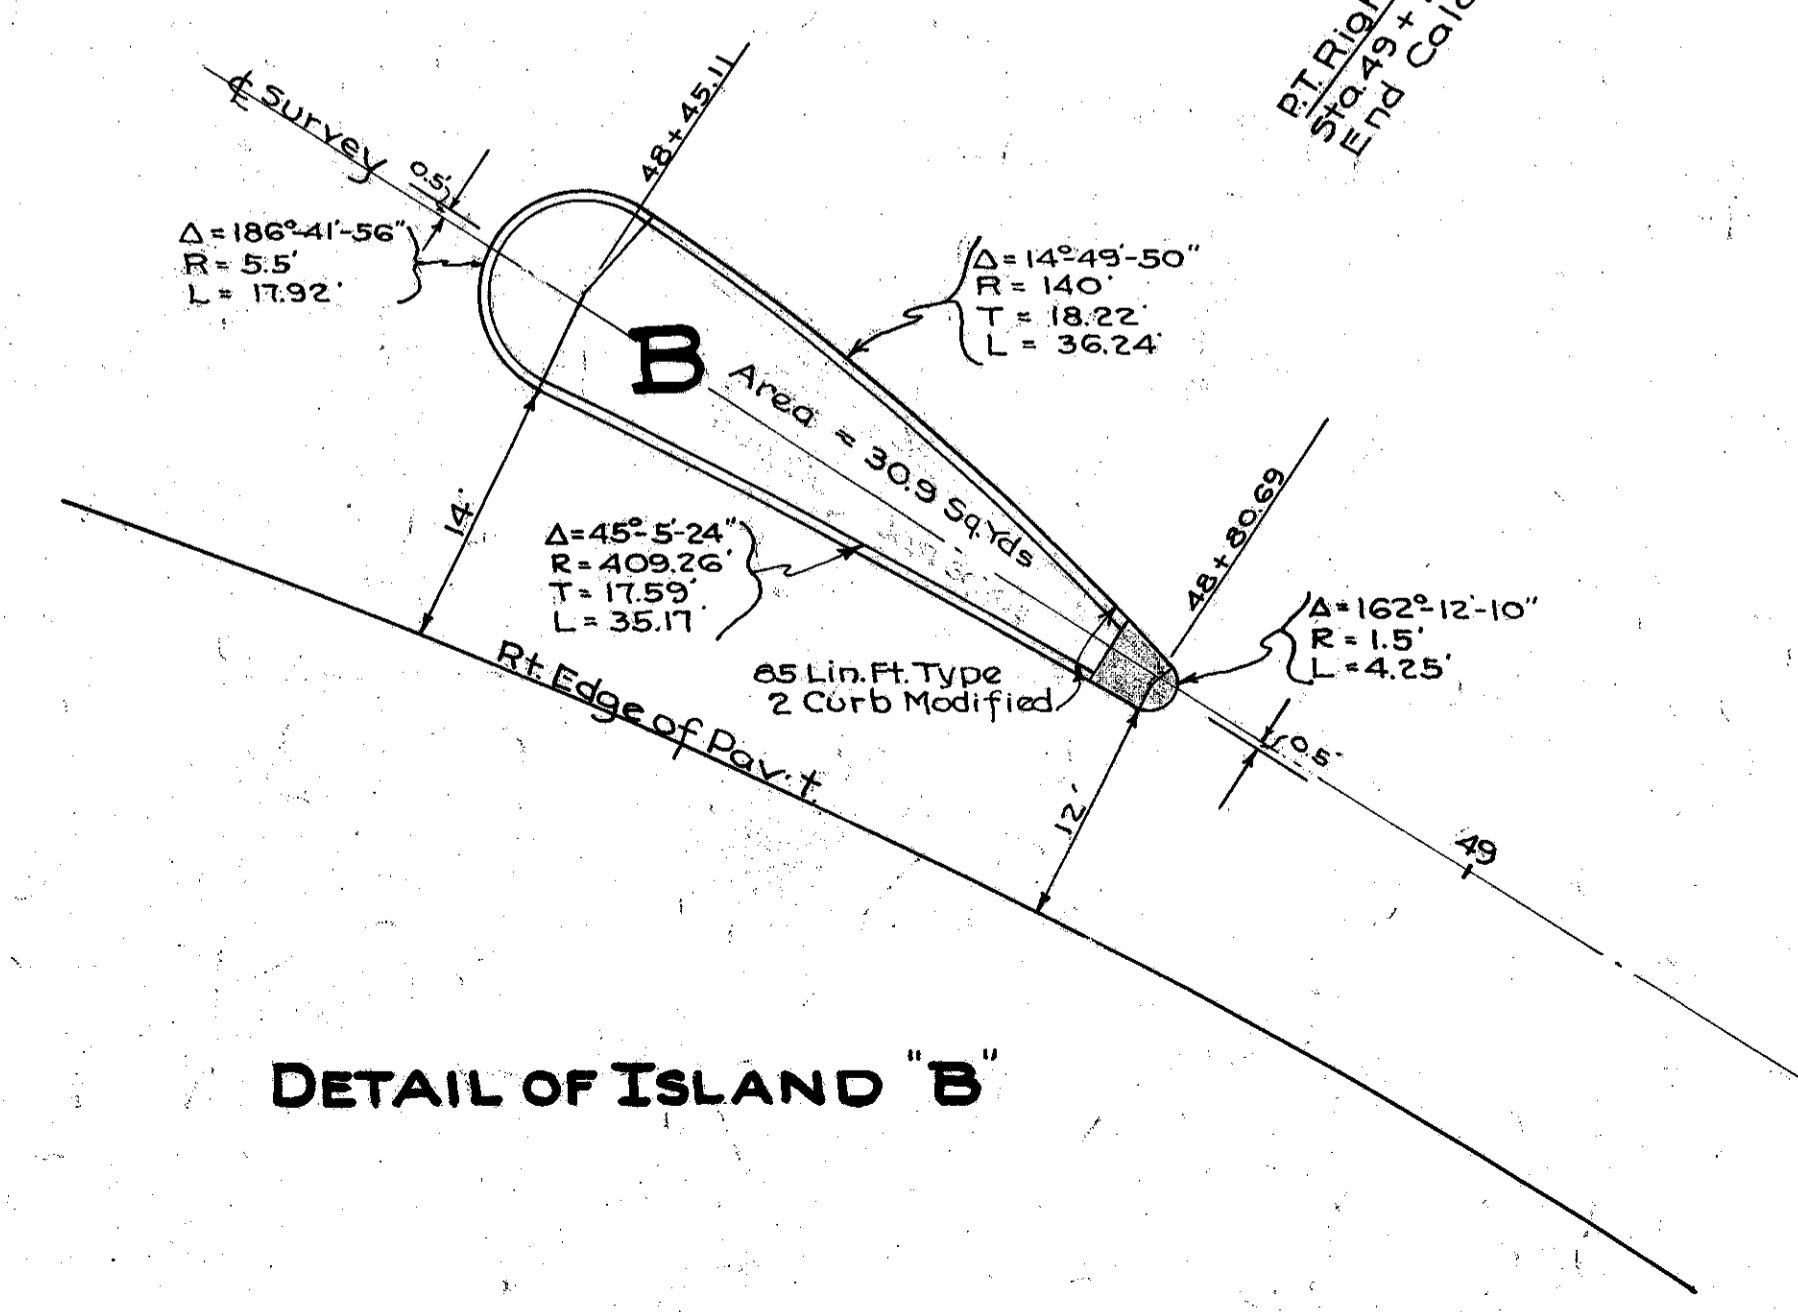 P.T. Righ
Sta. 49 +
End Calc
℄ Survey
0.5'
48 + 45.11
Δ = 186°-41'-56"
R = 5.5'
L = 17.92'
Δ = 14°-49'-50"
R = 140'
T = 18.22'
L = 36.24'
B
Area = 30.9 Sq. Yds
14'
Δ = 45°-5'-24"
R = 409.26'
T = 17.59'
L = 35.17'
48 + 80.69
Δ = 162°-12'-10"
R = 1.5'
L = 4.25'
85 Lin. Ft. Type
2 Curb Modified
Rt. Edge of Pav't.
12'
0.5'
49
DETAIL OF ISLAND "B"